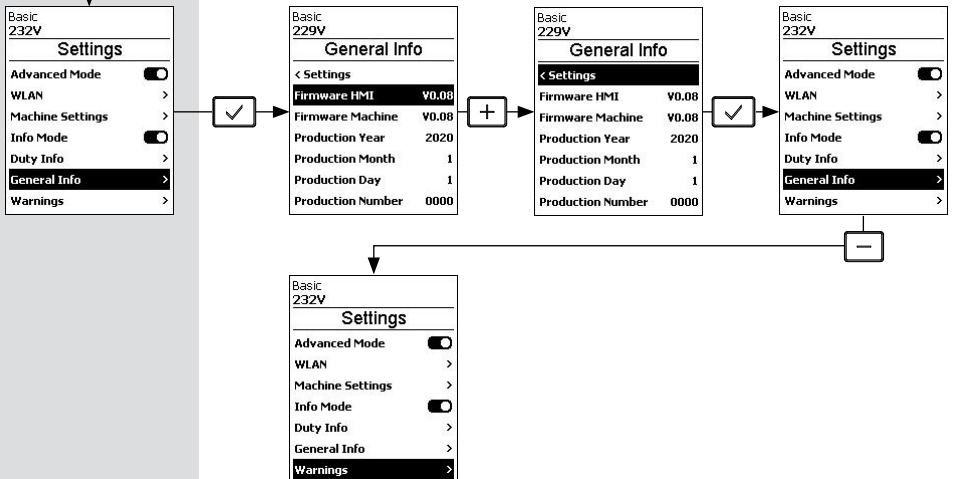 Basic
232V
Settings
Advanced Mode
WLAN >
Machine Settings >
Info Mode
Duty Info >
General Info >
Warnings >
Basic
229V
General Info
< Settings
Firmware HMI V0.08
Firmware Machine V0.08
Production Year 2020
Production Month 1
Production Day 1
Production Number 0000
+
Basic
229V
General Info
< Settings
Firmware HMI V0.08
Firmware Machine V0.08
Production Year 2020
Production Month 1
Production Day 1
Production Number 0000
Basic
232V
Settings
Advanced Mode
WLAN >
Machine Settings >
Info Mode
Duty Info >
General Info >
Warnings >
−
Basic
232V
Settings
Advanced Mode
WLAN >
Machine Settings >
Info Mode
Duty Info >
General Info >
Warnings >